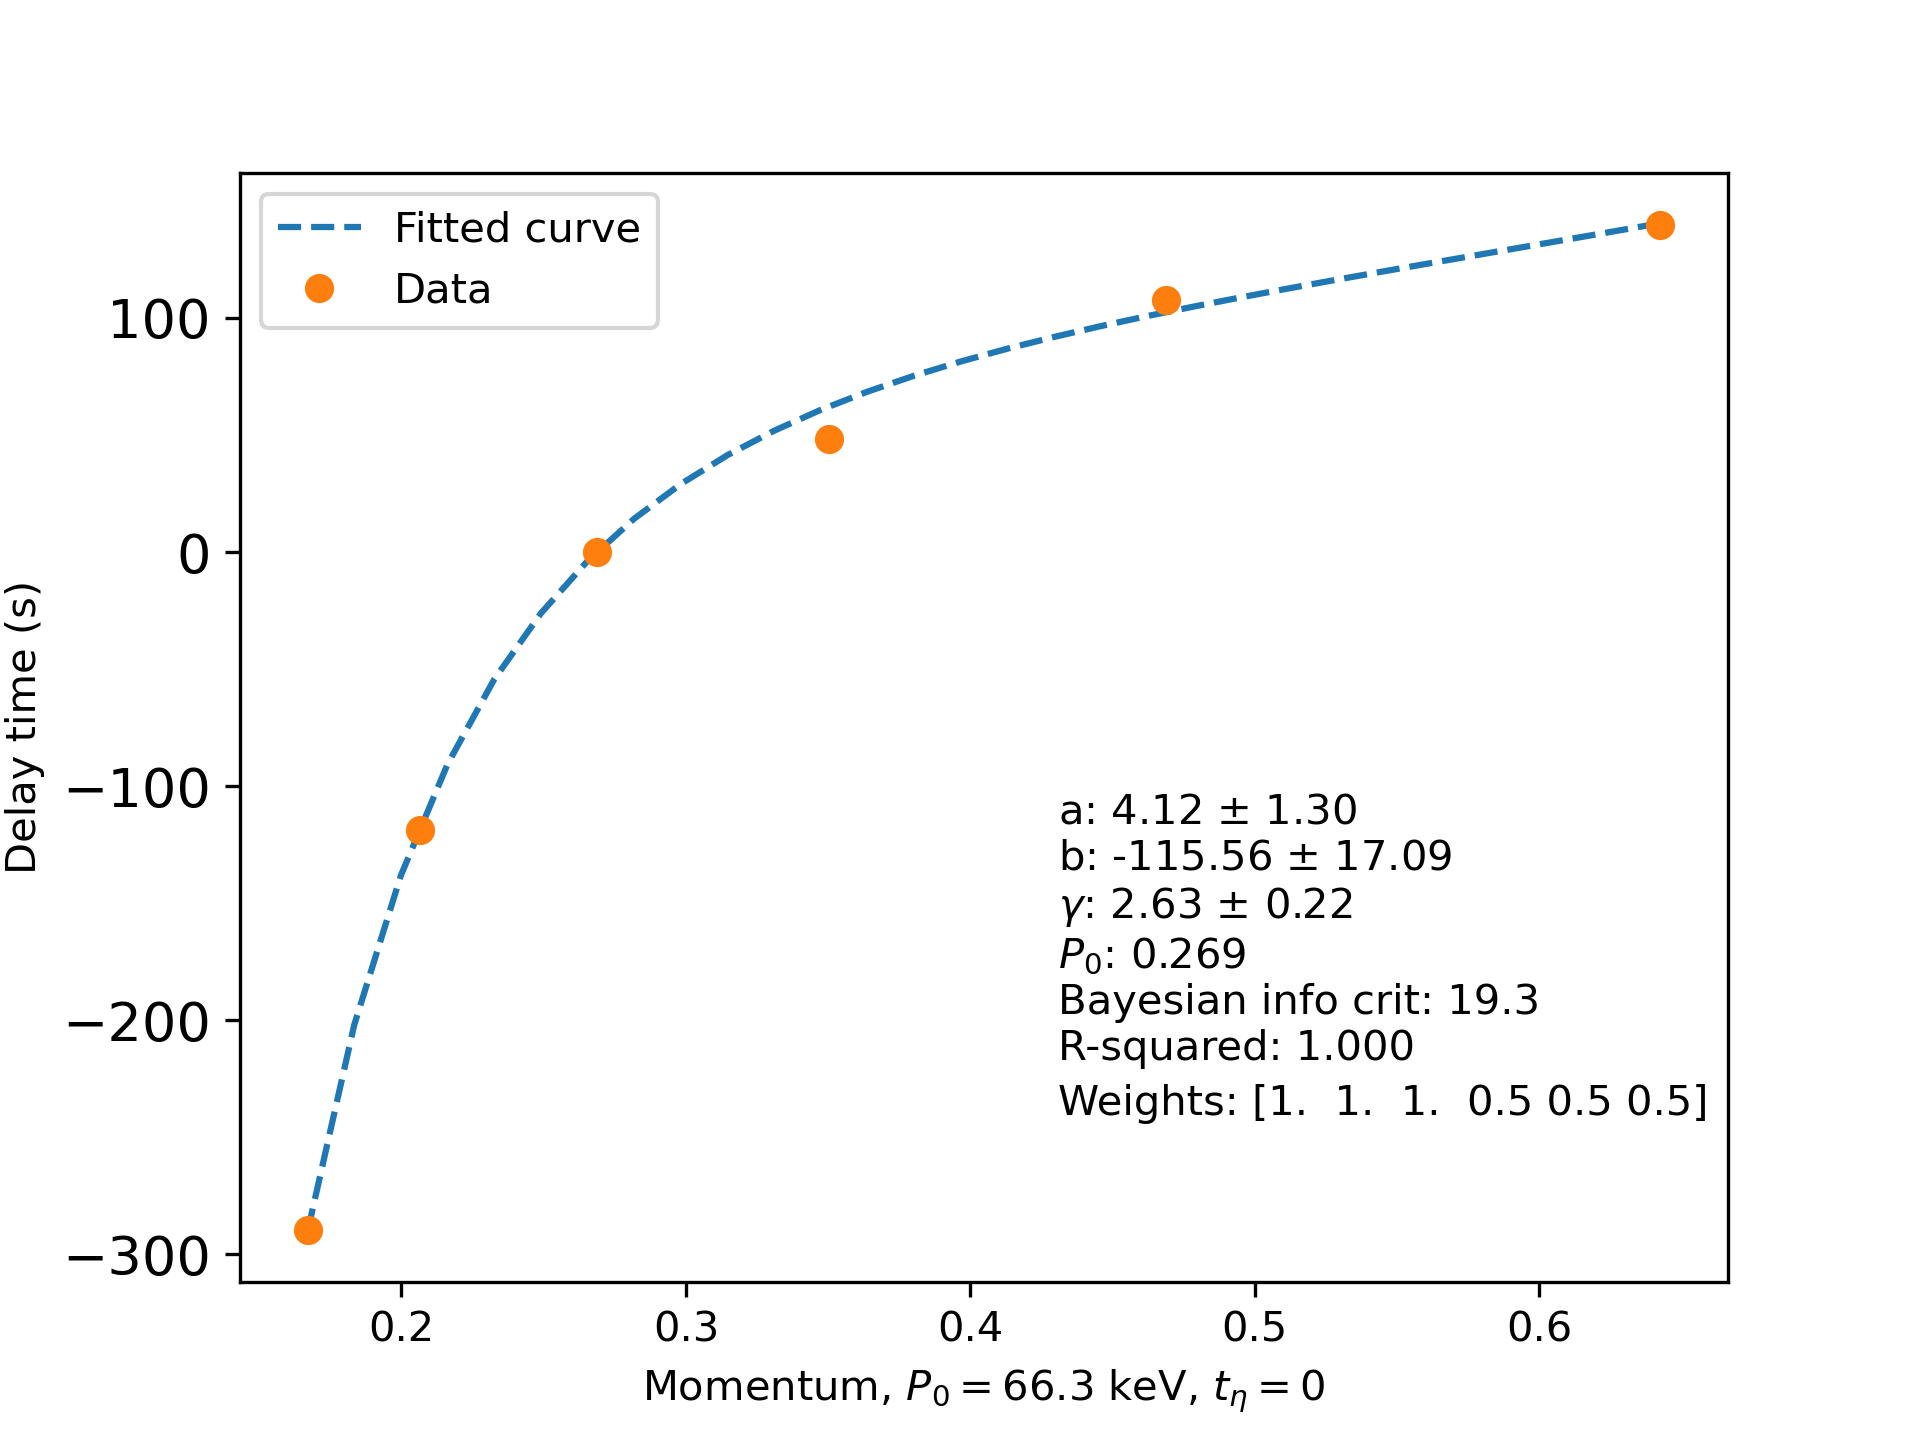 Fitted curve
Data
100
0
−100
−200
−300
Delay time (s)
a: 4.12 ± 1.30
b: -115.56 ± 17.09
γ: 2.63 ± 0.22
P₀: 0.269
Bayesian info crit: 19.3
R-squared: 1.000
Weights: [1.  1.  1.  0.5 0.5 0.5]
0.2 0.3 0.4 0.5 0.6
Momentum, P₀ = 66.3 keV, t_η = 0